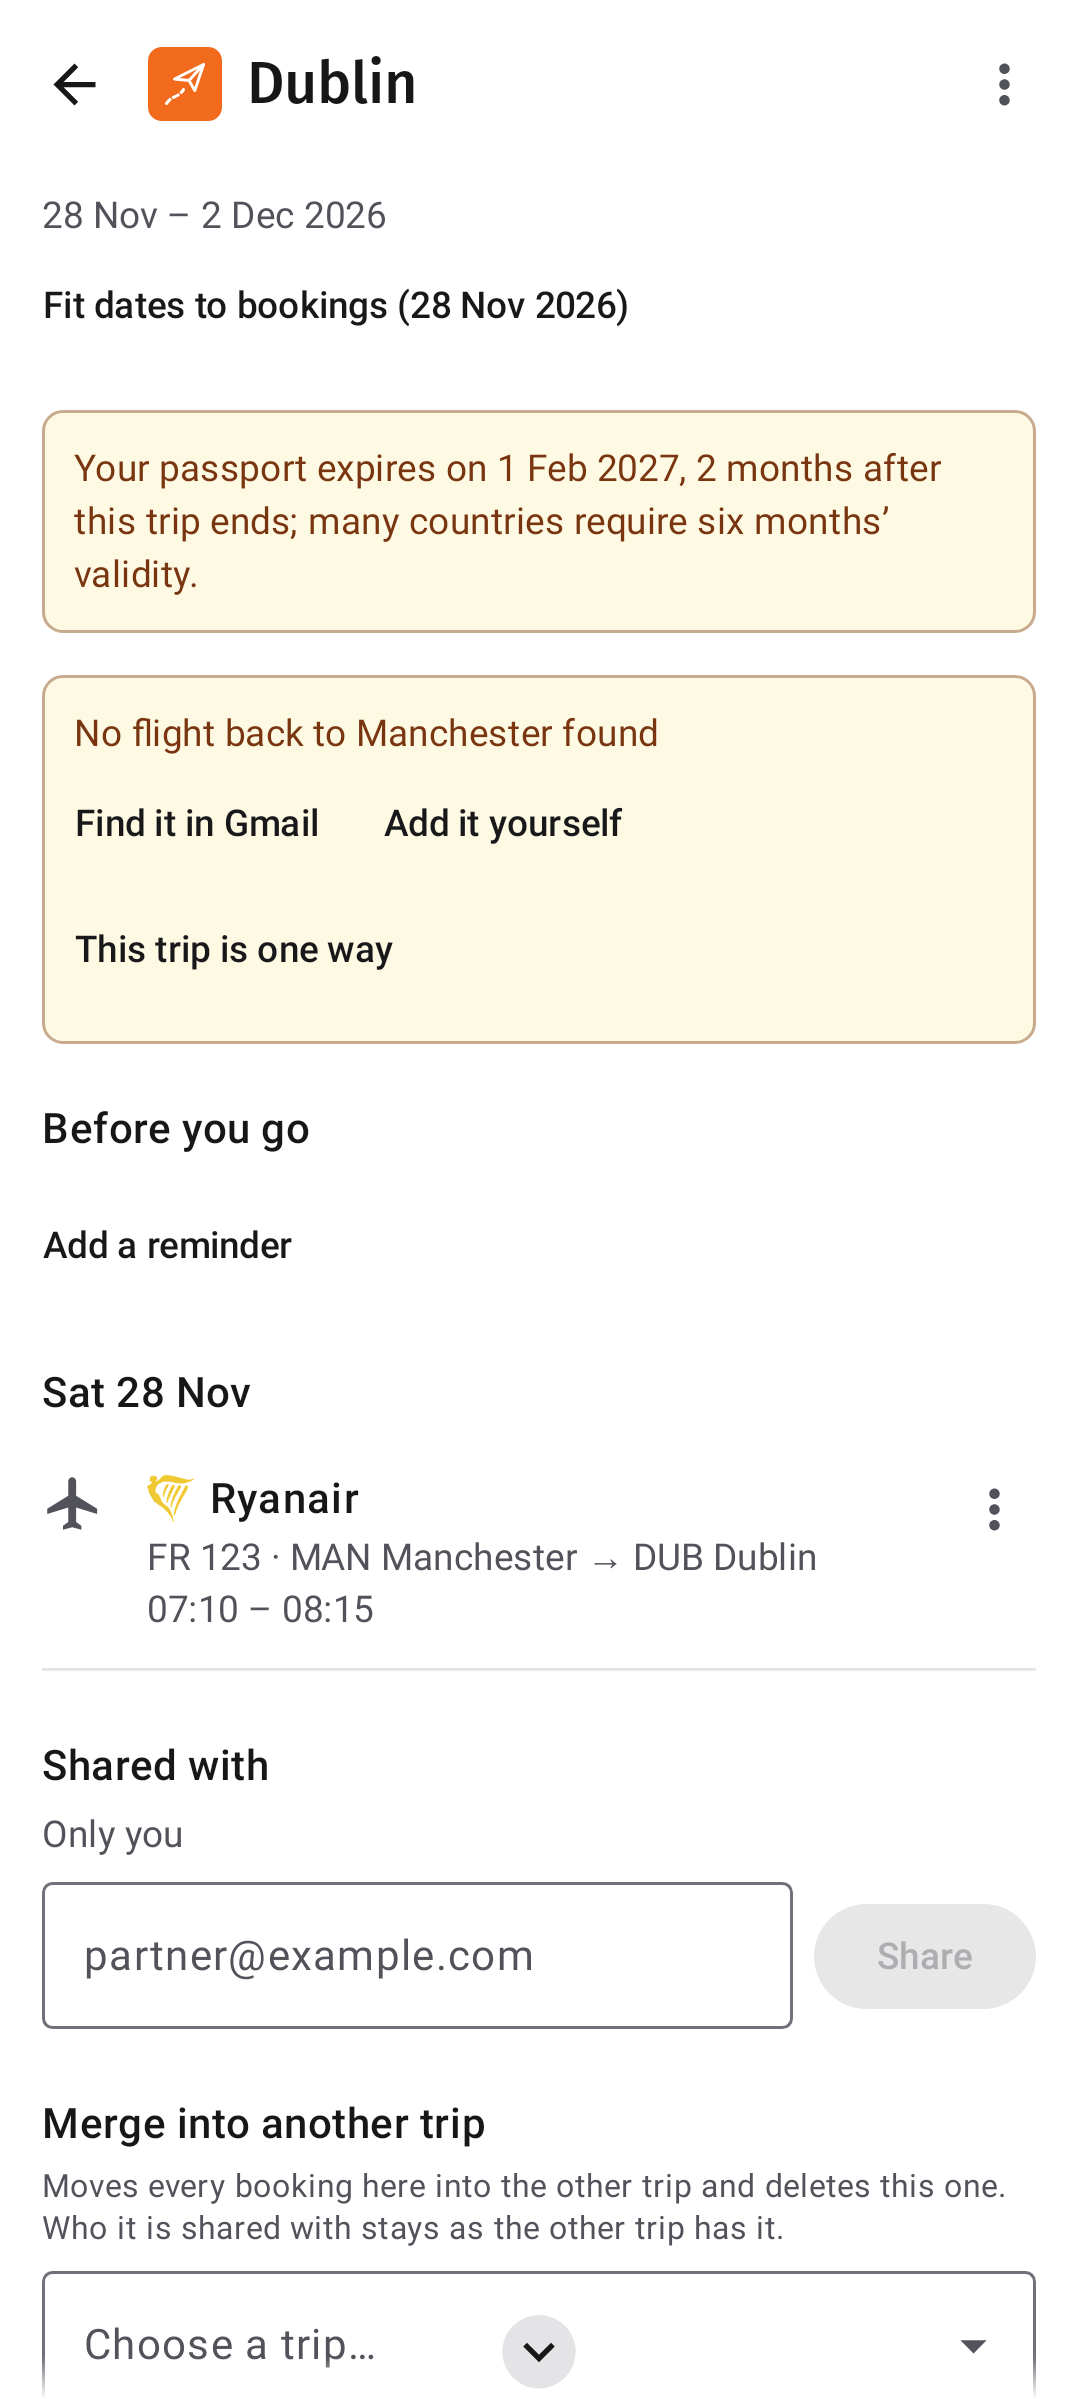 Dublin
28 Nov – 2 Dec 2026
Fit dates to bookings (28 Nov 2026)
Your passport expires on 1 Feb 2027, 2 months after
this trip ends; many countries require six months’
validity.
No flight back to Manchester found
Find it in Gmail Add it yourself
This trip is one way
Before you go
Add a reminder
Sat 28 Nov
Ryanair
FR 123 · MAN Manchester → DUB Dublin
07:10 – 08:15
Shared with
Only you
partner@example.com Share
Merge into another trip
Moves every booking here into the other trip and deletes this one.
Who it is shared with stays as the other trip has it.
Choose a trip…